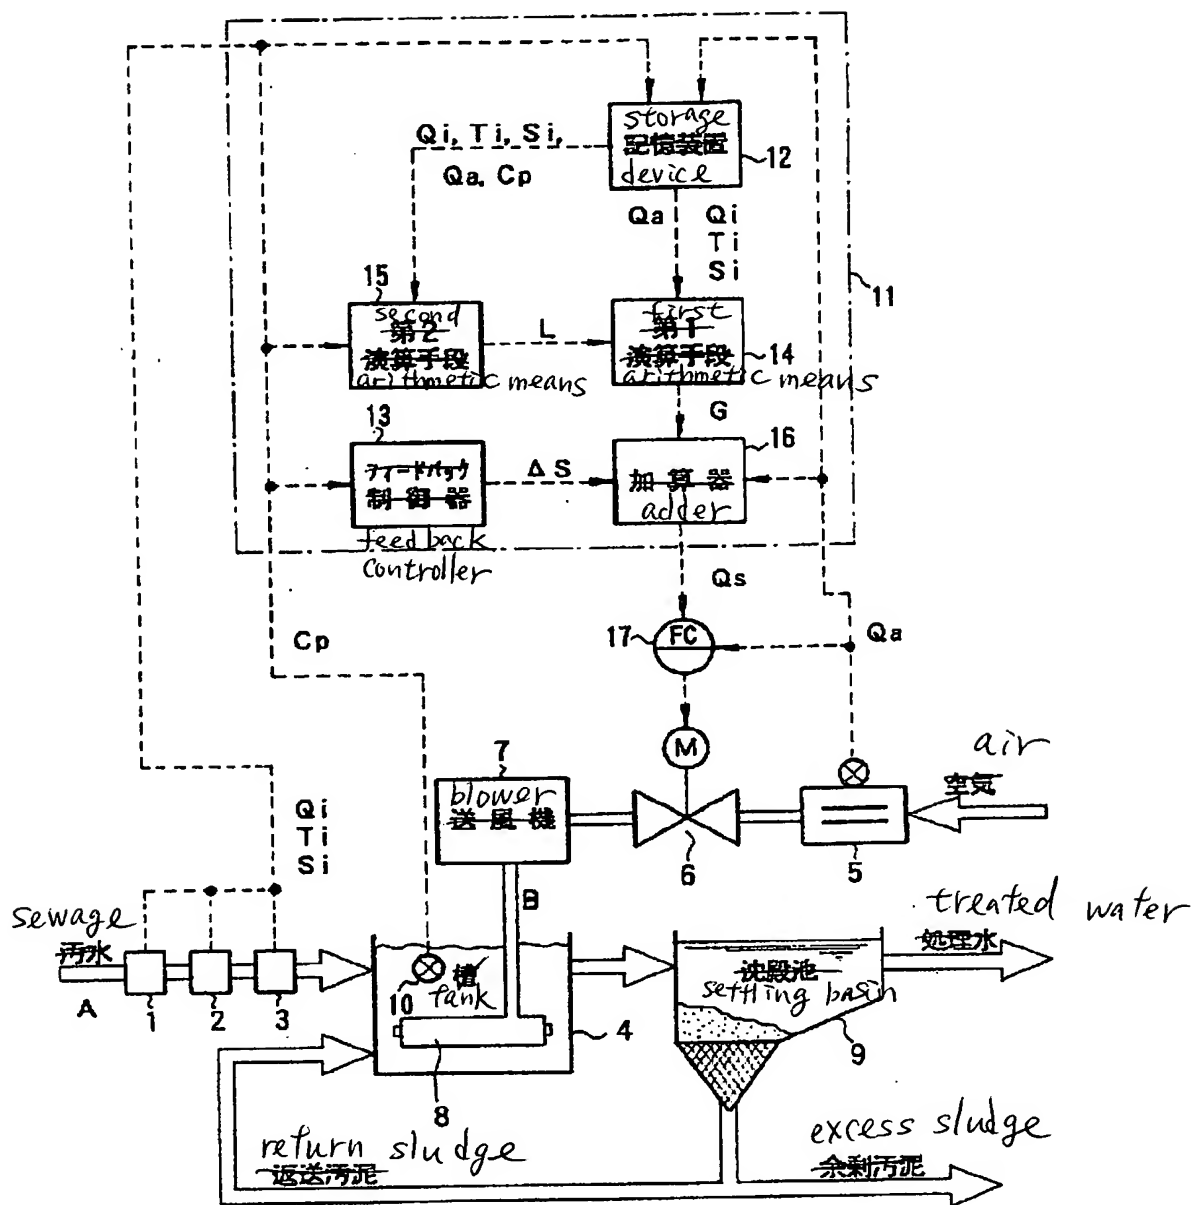 storage
記憶装置
device
12
Qi, Ti, Si,
Qa, Cp
Qa
Qi
Ti
Si
11
15
second
第2
演算手段
arithmetic means
L
first
第1
演算手段
arithmetic means
14
G
13
フィードバック
制御器
feedback
controller
ΔS
16
加算器
adder
Qs
Cp
17
FC
Qa
M
7
blower
送風機
air
空気
6
5
Qi
Ti
Si
B
sewage
汚水
A
1
2
3
10
槽
tank
4
8
treated water
処理水
沈殿池
settling basin
9
return sludge
返送汚泥
excess sludge
余剰汚泥